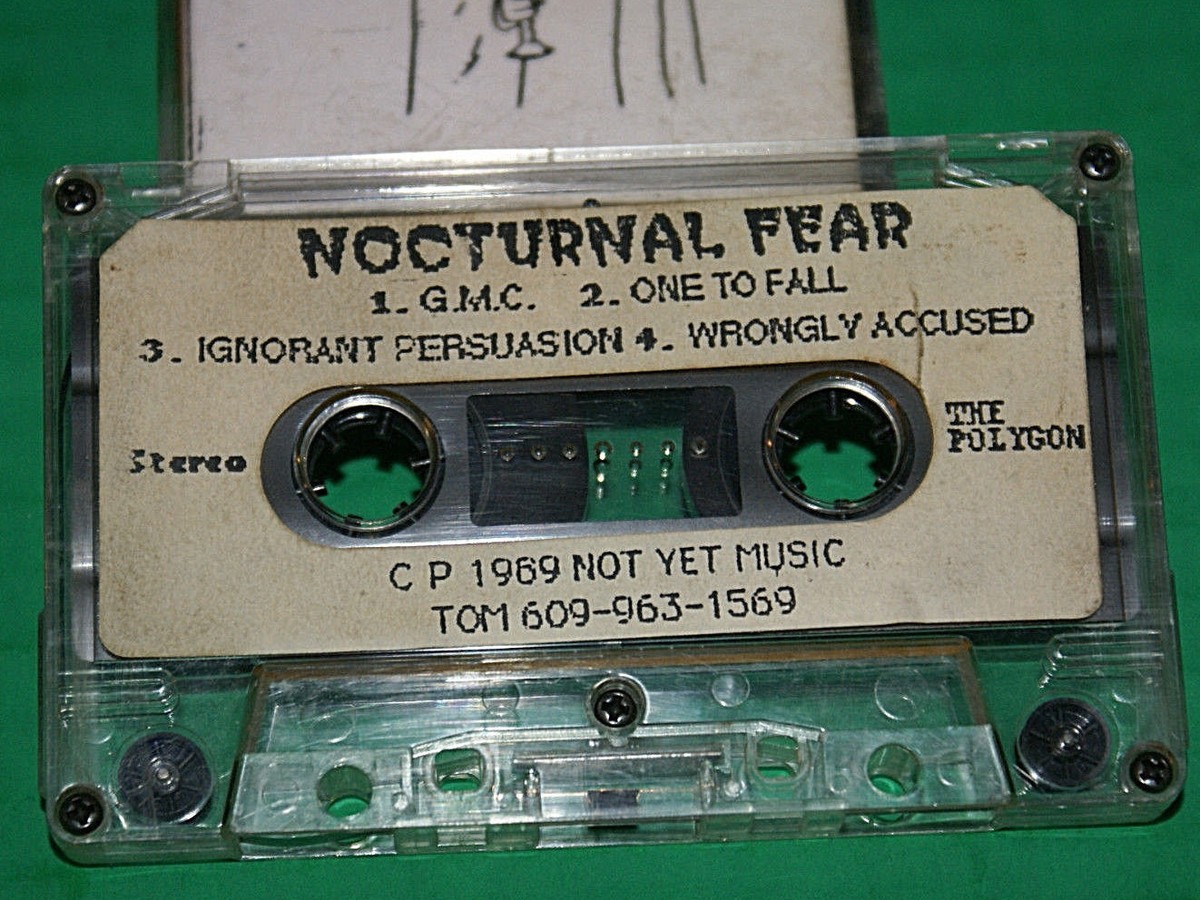 NOCTURNAL FEAR
1. G.M.C. 2. ONE TO FALL
3. IGNORANT PERSUASION 4. WRONGLY ACCUSED
Stereo
THE
POLYGON
C P 1989 NOT YET MUSIC
TOM 609-963-1569